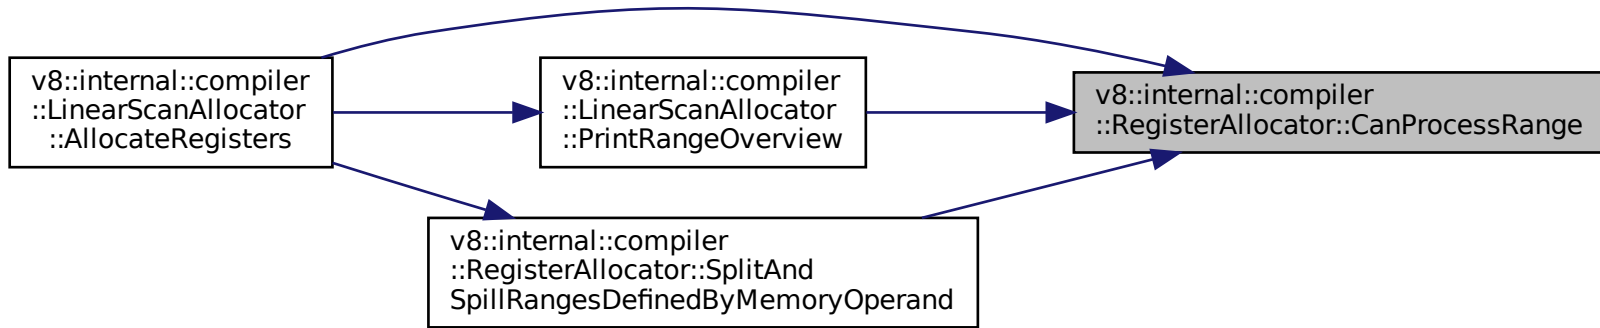 v8::internal::compiler
::LinearScanAllocator
::AllocateRegisters
v8::internal::compiler
::LinearScanAllocator
::PrintRangeOverview
v8::internal::compiler
::RegisterAllocator::CanProcessRange
v8::internal::compiler
::RegisterAllocator::SplitAnd
SpillRangesDefinedByMemoryOperand